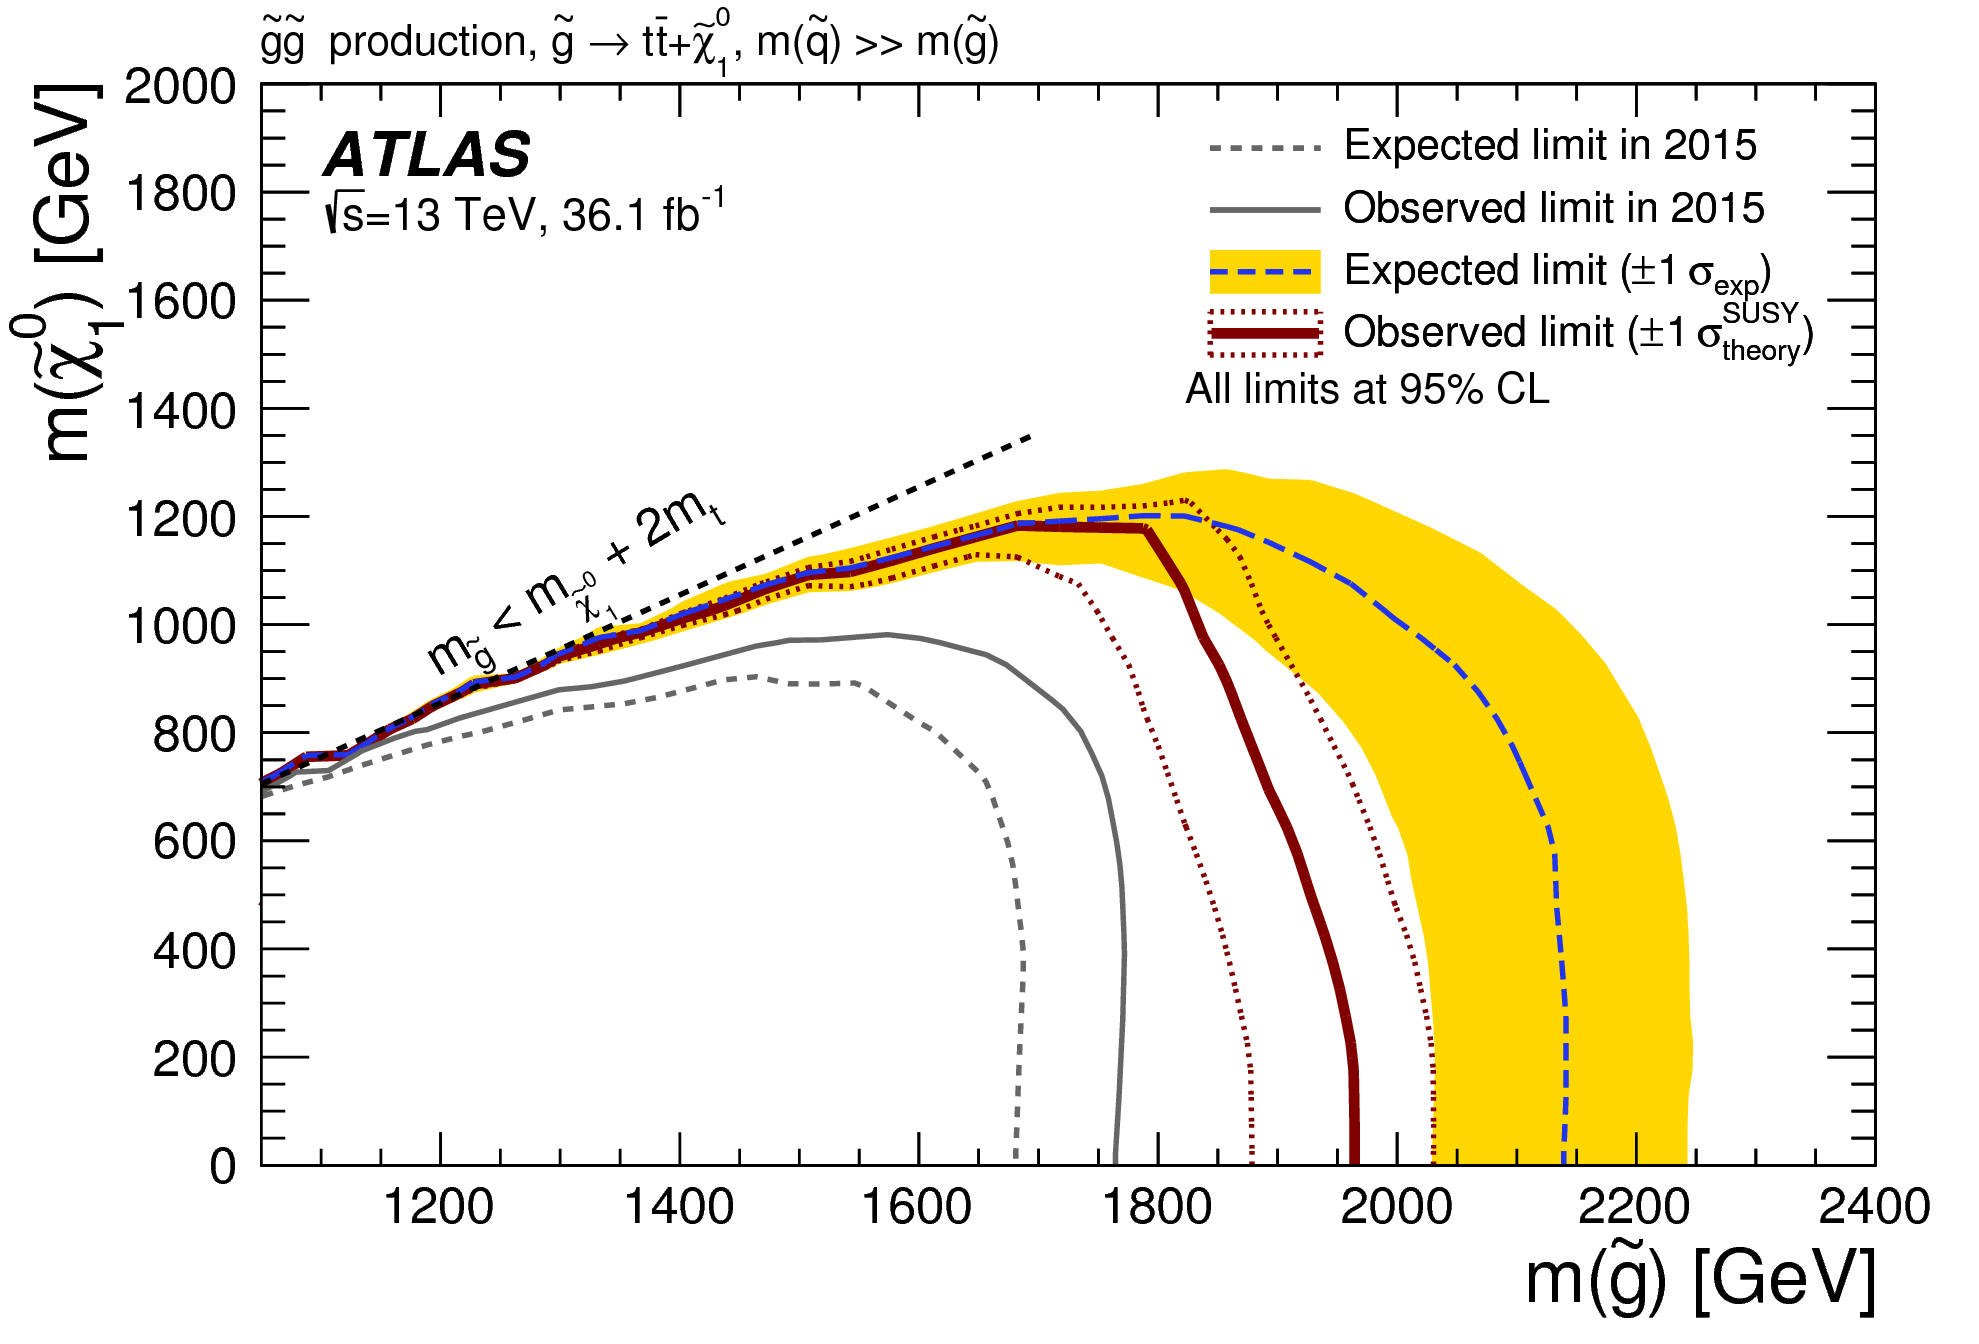 g̃g̃ production, g̃ → tt̄+χ̃₁⁰, m(q̃) >> m(g̃)
m(χ̃₁⁰) [GeV]
2000
1800
1600
1400
1200
1000
800
600
400
200
0
ATLAS
√s=13 TeV, 36.1 fb⁻¹
Expected limit in 2015
Observed limit in 2015
Expected limit (±1 σ_exp)
Observed limit (±1 σ^SUSY_theory)
All limits at 95% CL
m_g̃ < m_χ̃₁⁰ + 2m_t
1200 1400 1600 1800 2000 2200 2400
m(g̃) [GeV]